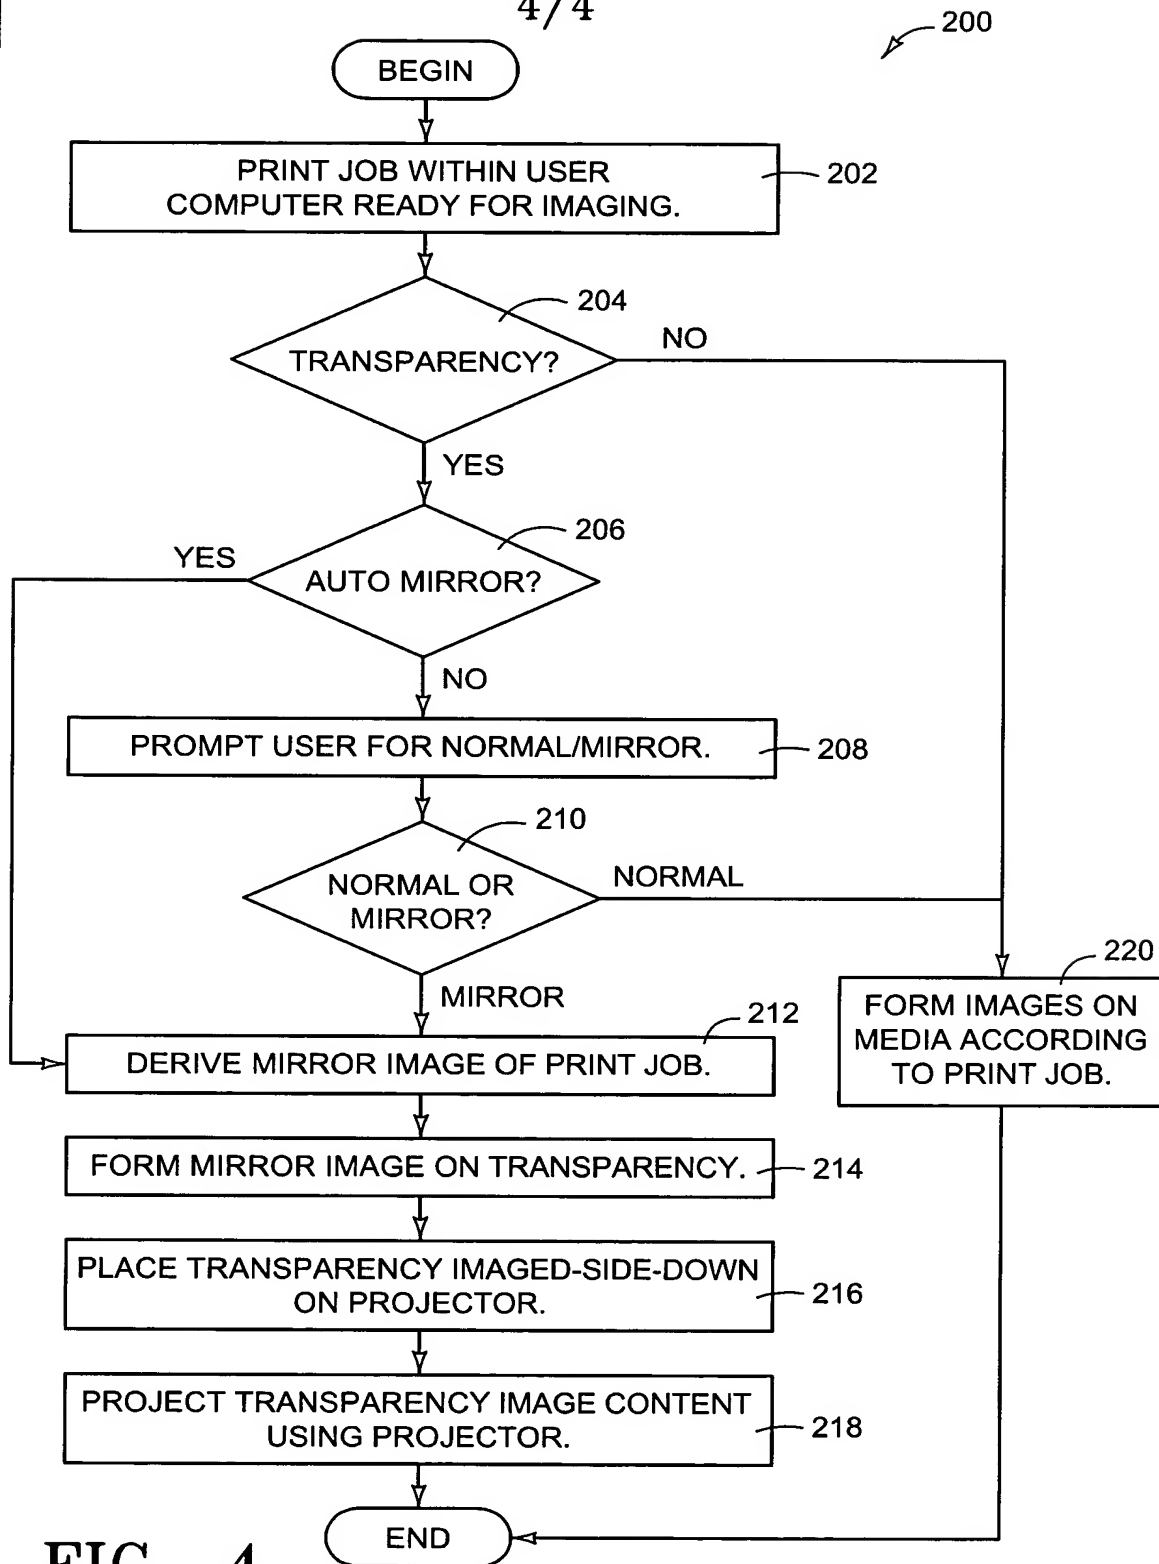 4/4
200
BEGIN
PRINT JOB WITHIN USER
COMPUTER READY FOR IMAGING.
202
204
TRANSPARENCY?
NO
YES
206
YES
AUTO MIRROR?
NO
PROMPT USER FOR NORMAL/MIRROR.
208
210
NORMAL OR
MIRROR?
NORMAL
MIRROR
220
FORM IMAGES ON
MEDIA ACCORDING
TO PRINT JOB.
212
DERIVE MIRROR IMAGE OF PRINT JOB.
FORM MIRROR IMAGE ON TRANSPARENCY.
214
PLACE TRANSPARENCY IMAGED-SIDE-DOWN
ON PROJECTOR.
216
PROJECT TRANSPARENCY IMAGE CONTENT
USING PROJECTOR.
218
END
FIG. 4